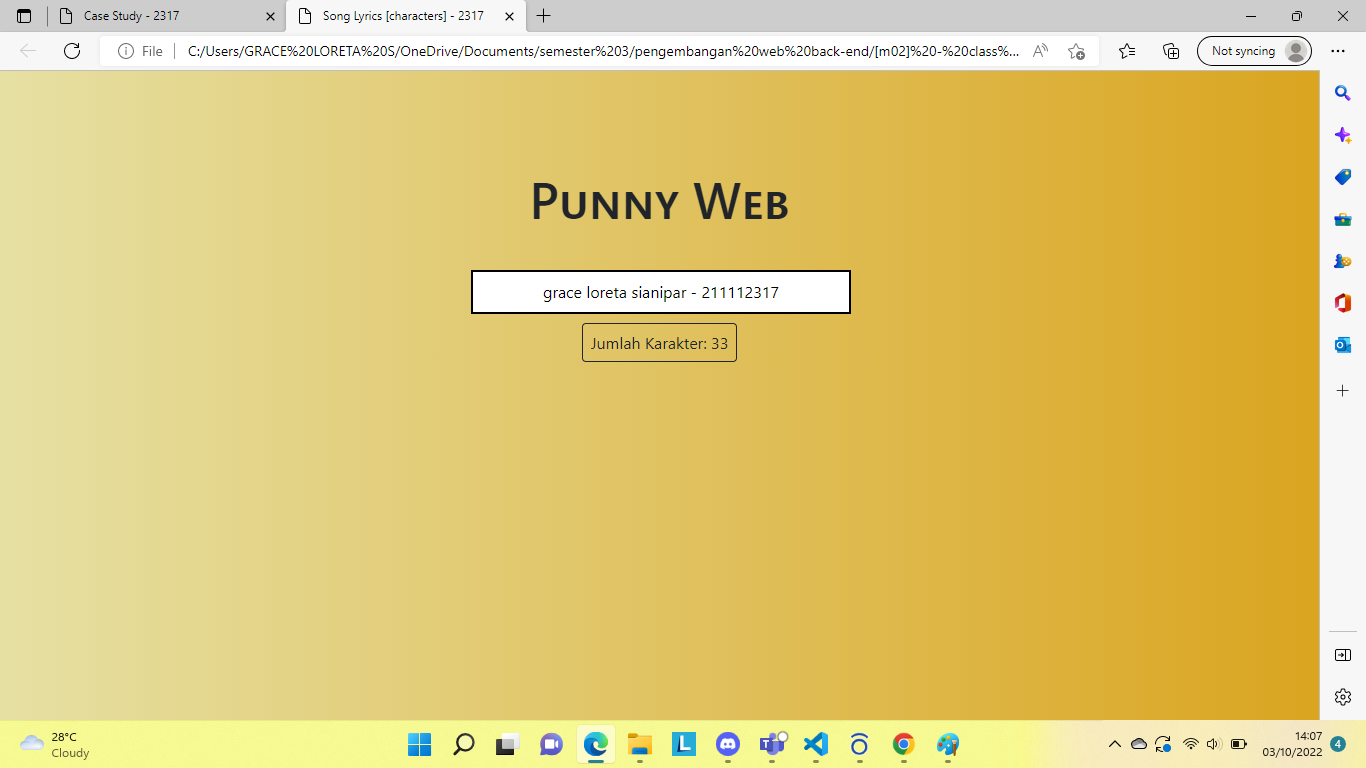 Case Study - 2317
Song Lyrics [characters] - 2317
File
C:/Users/GRACE%20LORETA%20S/OneDrive/Documents/semester%203/pengembangan%20web%20back-end/[m02]%20-%20class%...
Not syncing
Punny Web
grace loreta sianipar - 211112317
Jumlah Karakter: 33
28°C
Cloudy
14:07
03/10/2022
4